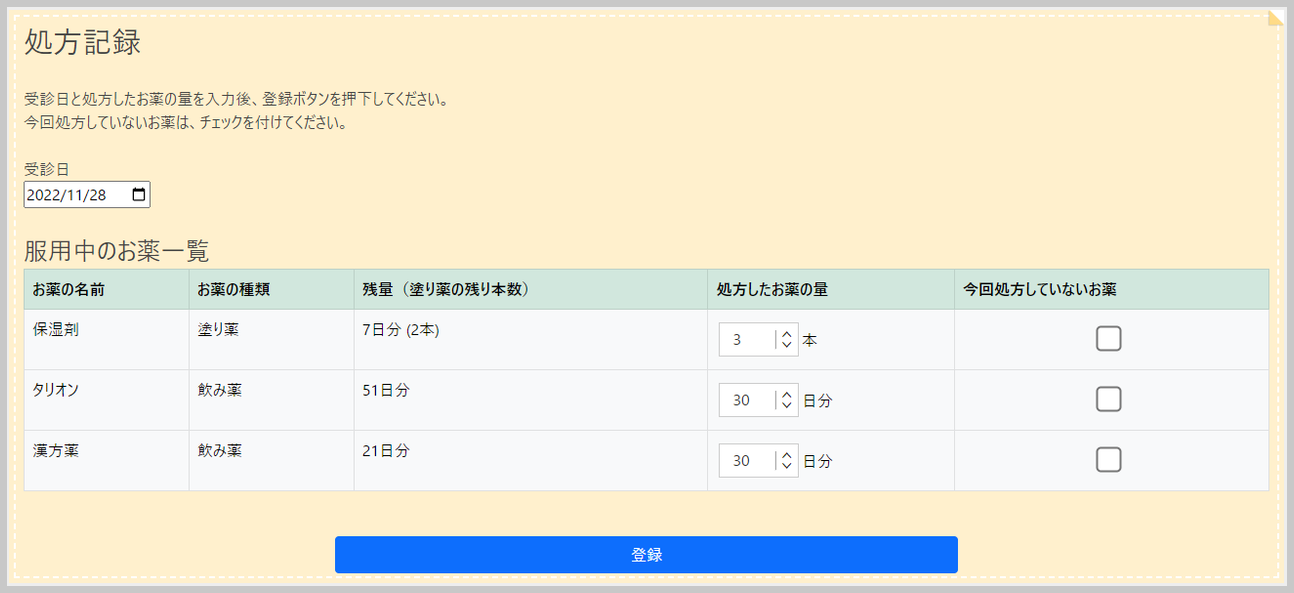 処方記録
受診日と処方したお薬の量を入力後、登録ボタンを押下してください。
今回処方していないお薬は、チェックを付けてください。
受診日
2022/11/28
服用中のお薬一覧
お薬の名前 お薬の種類 残量（塗り薬の残り本数） 処方したお薬の量 今回処方していないお薬
保湿剤 塗り薬 7日分 (2本) 3 本
タリオン 飲み薬 51日分 30 日分
漢方薬 飲み薬 21日分 30 日分
登録